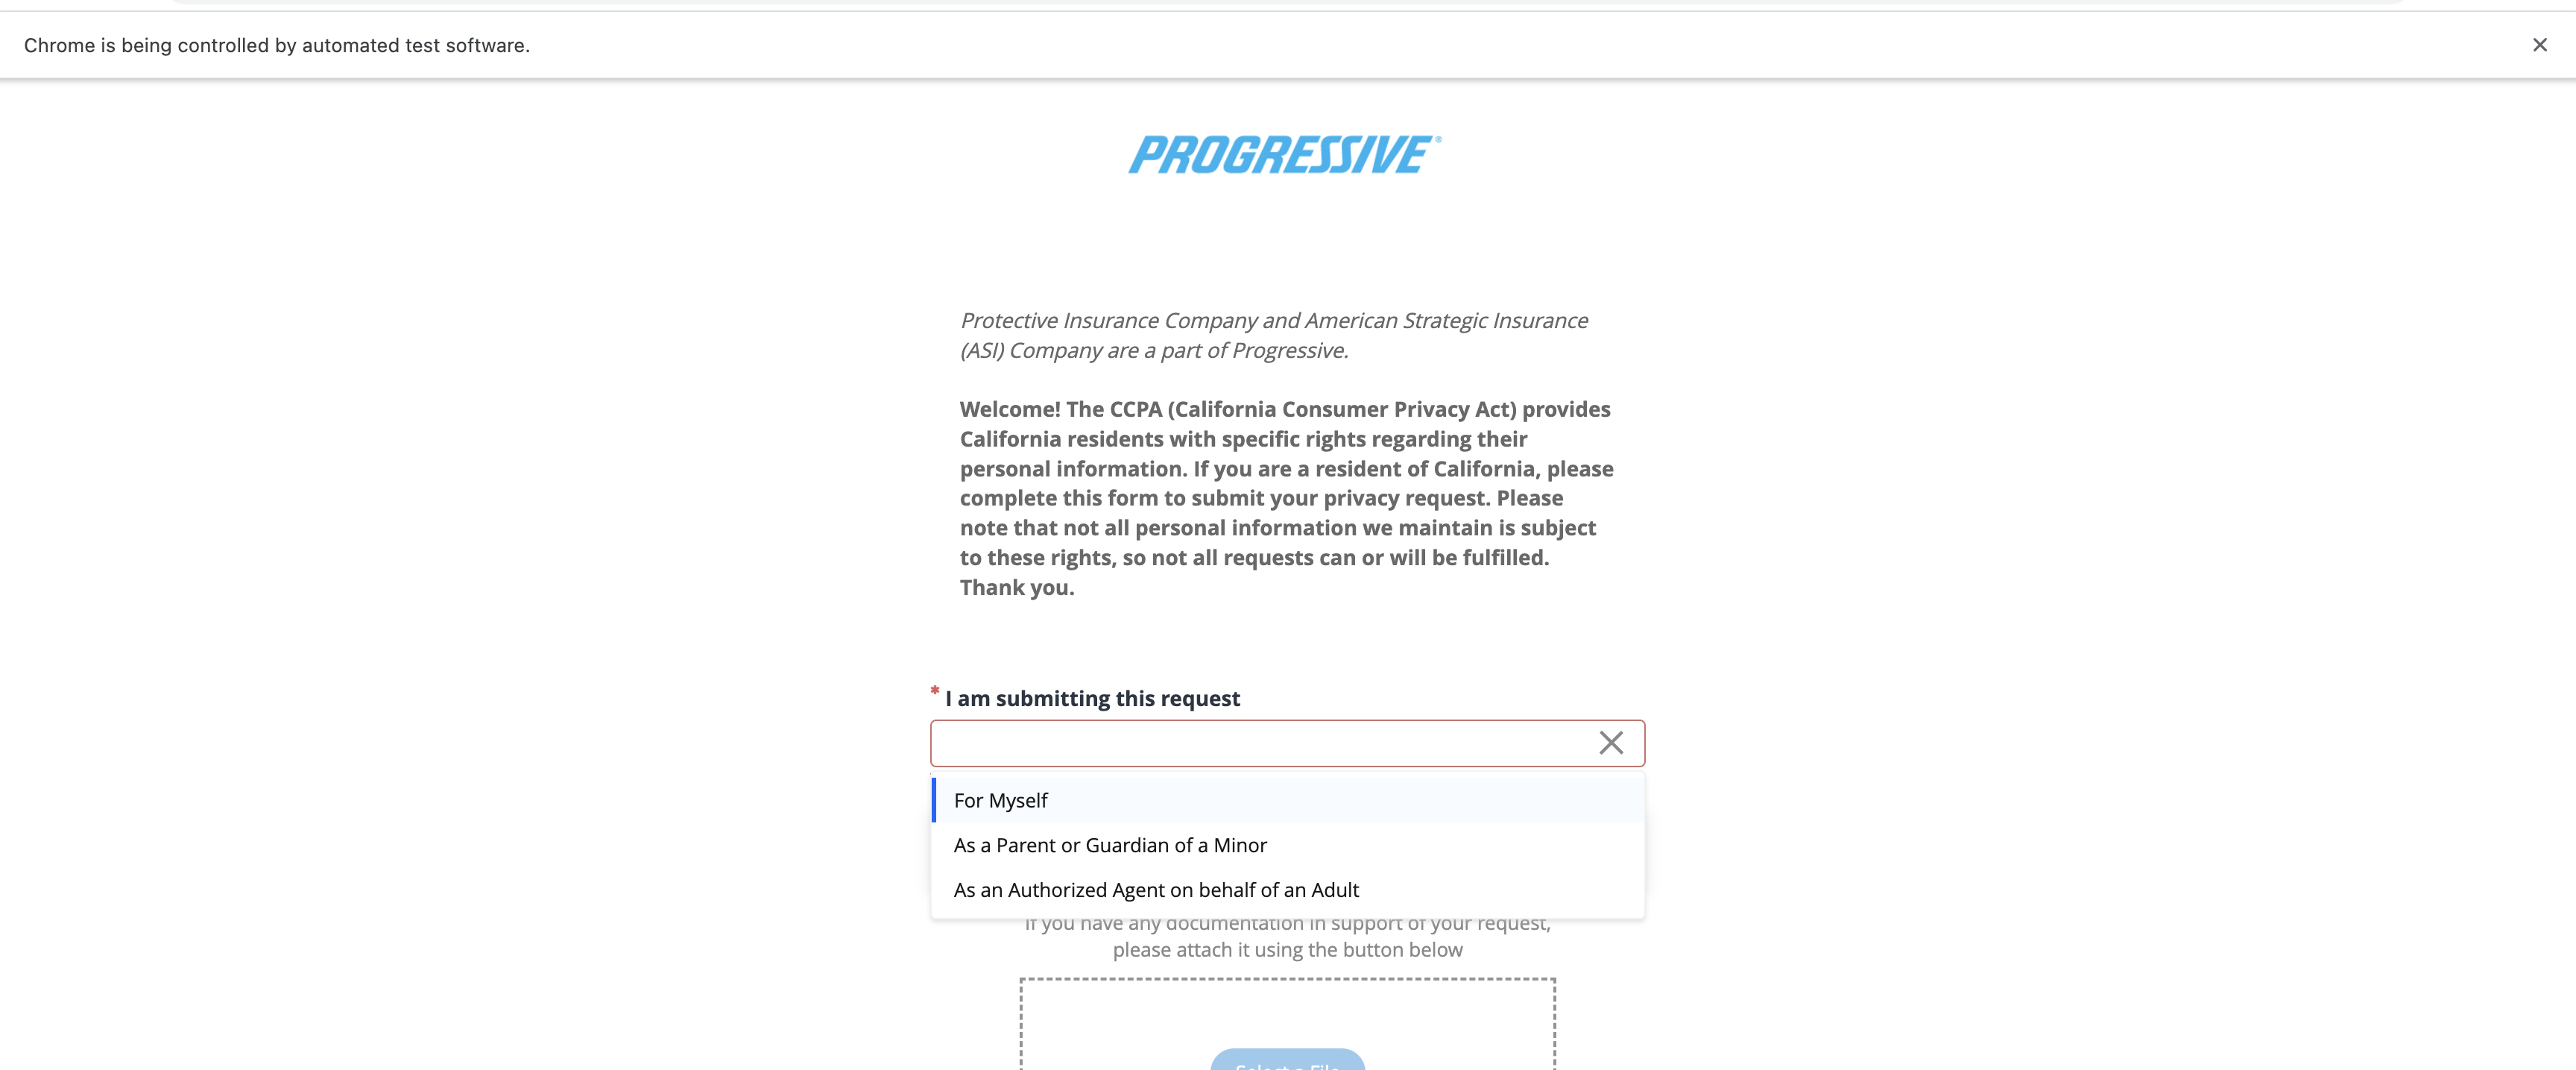 Chrome is being controlled by automated test software.
PROGRESSIVE®
Protective Insurance Company and American Strategic Insurance
(ASI) Company are a part of Progressive.
Welcome! The CCPA (California Consumer Privacy Act) provides
California residents with specific rights regarding their
personal information. If you are a resident of California, please
complete this form to submit your privacy request. Please
note that not all personal information we maintain is subject
to these rights, so not all requests can or will be fulfilled.
Thank you.
* I am submitting this request
For Myself
As a Parent or Guardian of a Minor
As an Authorized Agent on behalf of an Adult
If you have any documentation in support of your request,
please attach it using the button below
Select a File